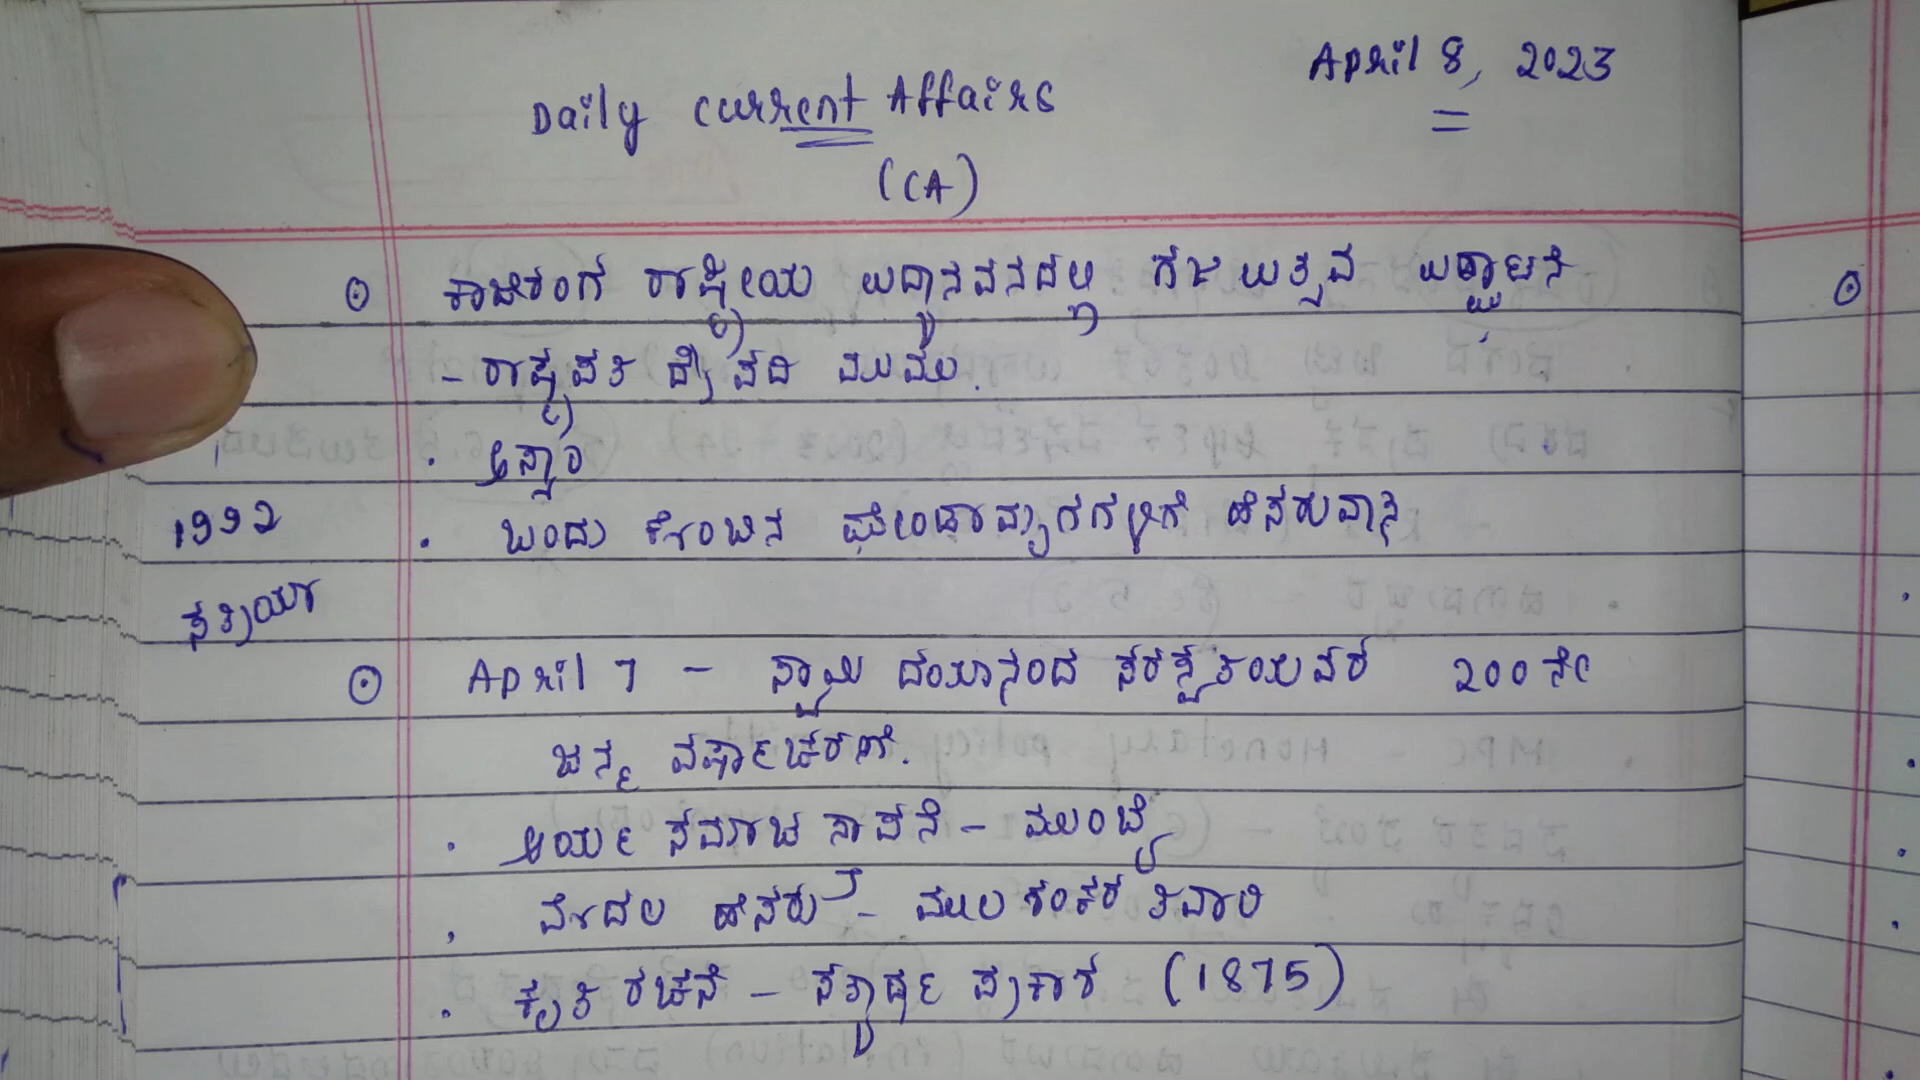 April 8, 2023
Daily Current Affairs
(CA)
ಕಾಜಿರಂಗ ರಾಷ್ಟ್ರೀಯ ಉದ್ಯಾನವನದಲ್ಲಿ ಗಜ ಉತ್ಸವ ಉದ್ಘಾಟನೆ
- ರಾಷ್ಟ್ರಪತಿ ದ್ರೌಪದಿ ಮುರ್ಮು.
. ಅಸ್ಸಾಂ
1992 . ಒಂದು ಕೊಂಬಿನ ಘೇಂಡಾಮೃಗಗಳಿಗೆ ಹೆಸರುವಾಸಿ
April 7 - ಸ್ವಾಮಿ ದಯಾನಂದ ಸರಸ್ವತಿಯವರ 200 ನೇ
ಜನ್ಮ ವರ್ಷಾಚರಣೆ.
. ಆರ್ಯ ಸಮಾಜ ಸಾಪನೆ - ಮುಂಬೈ
. ಮೊದಲ ಹೆಸರು - ಮೂಲಶಂಕರ ತಿವಾರಿ
. ಕೃತಿ ರಚನೆ - ಸತ್ಯಾರ್ಥ ಪ್ರಕಾಶ (1875)